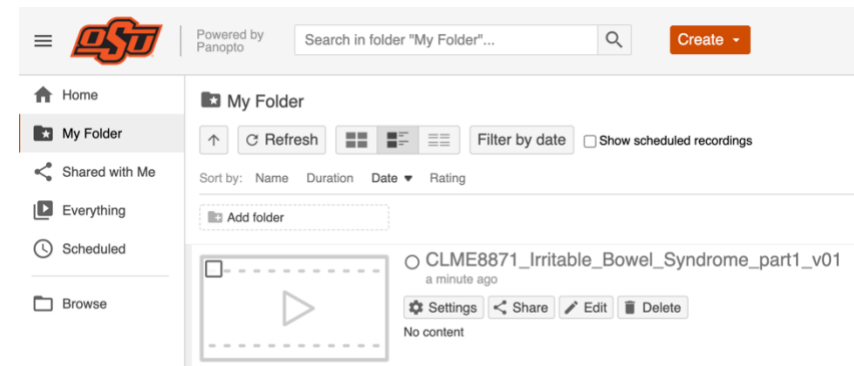 OSU
Powered by
Panopto
Search in folder "My Folder"...
Create
Home
My Folder
Shared with Me
Everything
Scheduled
Browse
My Folder
Refresh
Filter by date
Show scheduled recordings
Sort by: Name Duration Date Rating
Add folder
CLME8871_Irritable_Bowel_Syndrome_part1_v01
a minute ago
Settings Share Edit Delete
No content